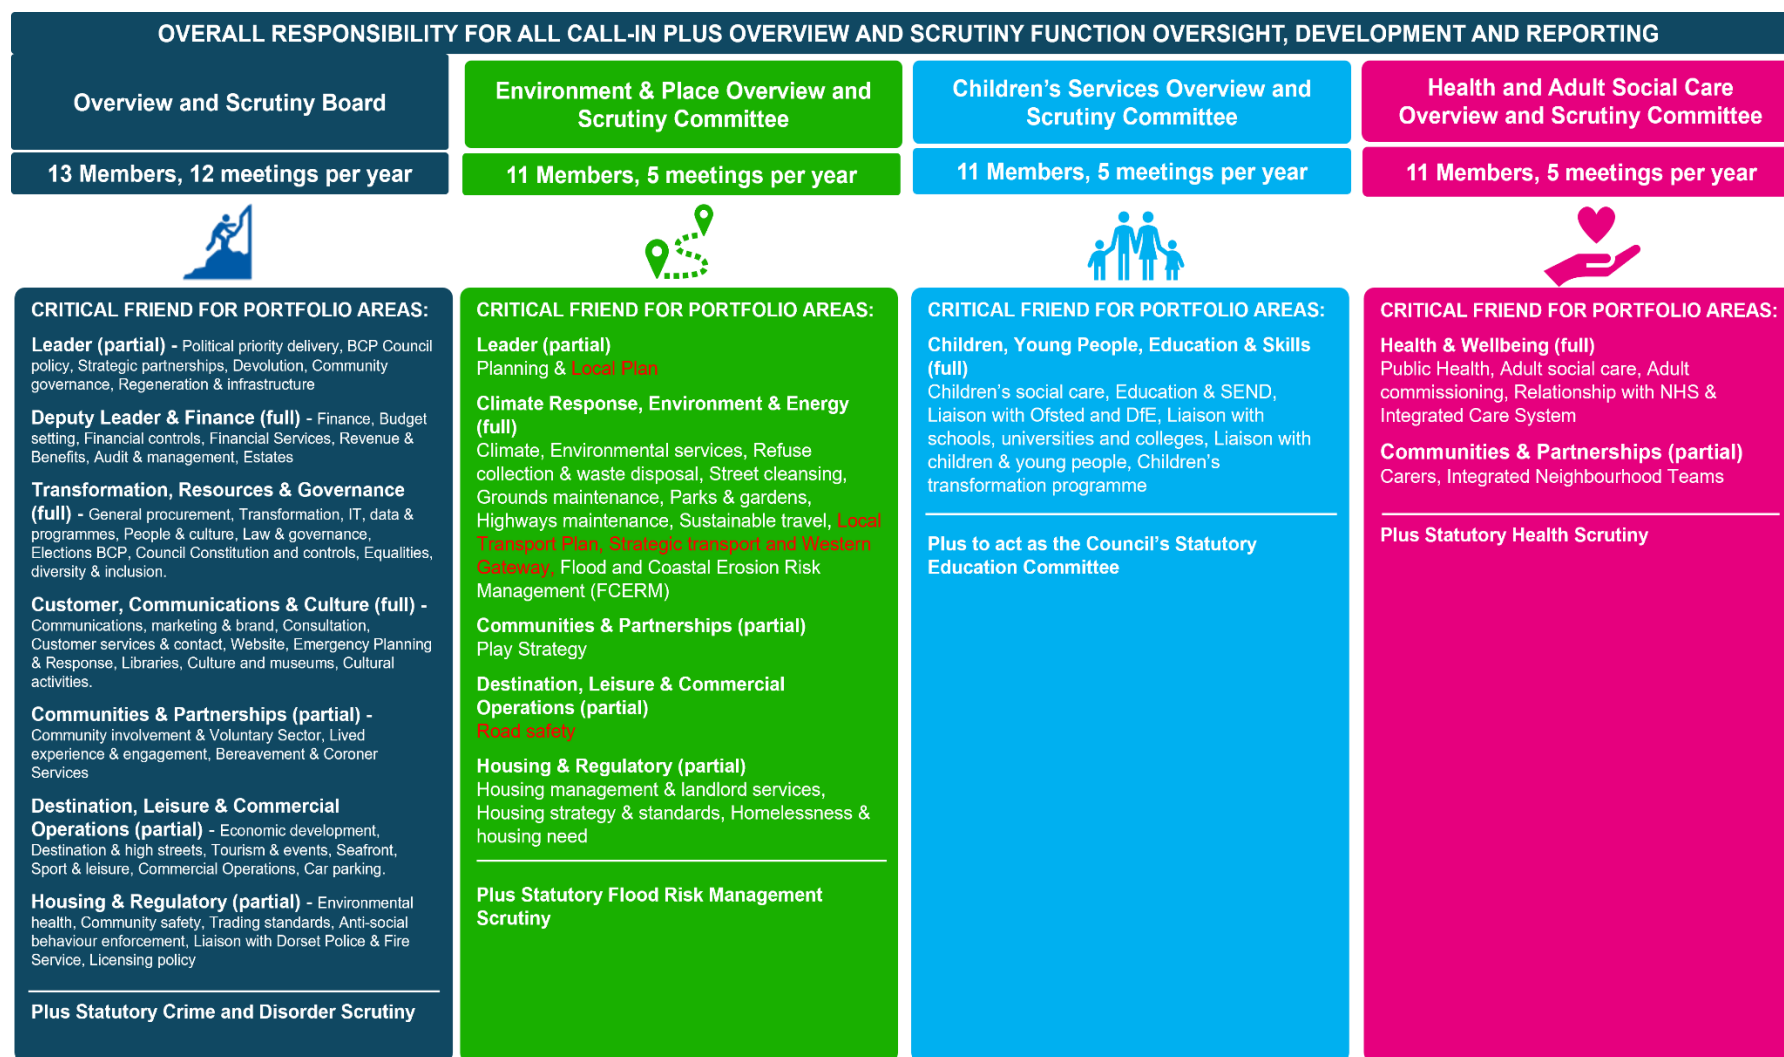 OVERALL RESPONSIBILITY FOR ALL CALL-IN PLUS OVERVIEW AND SCRUTINY FUNCTION OVERSIGHT, DEVELOPMENT AND REPORTING
Overview and Scrutiny Board
13 Members, 12 meetings per year
CRITICAL FRIEND FOR PORTFOLIO AREAS:
Leader (partial) - Political priority delivery, BCP Council
policy, Strategic partnerships, Devolution, Community
governance, Regeneration & infrastructure
Deputy Leader & Finance (full) - Finance, Budget
setting, Financial controls, Financial Services, Revenue &
Benefits, Audit & management, Estates
Transformation, Resources & Governance
(full) - General procurement, Transformation, IT, data &
programmes, People & culture, Law & governance,
Elections BCP, Council Constitution and controls, Equalities,
diversity & inclusion.
Customer, Communications & Culture (full) -
Communications, marketing & brand, Consultation,
Customer services & contact, Website, Emergency Planning
& Response, Libraries, Culture and museums, Cultural
activities.
Communities & Partnerships (partial) -
Community involvement & Voluntary Sector, Lived
experience & engagement, Bereavement & Coroner
Services
Destination, Leisure & Commercial
Operations (partial) - Economic development,
Destination & high streets, Tourism & events, Seafront,
Sport & leisure, Commercial Operations, Car parking.
Housing & Regulatory (partial) - Environmental
health, Community safety, Trading standards, Anti-social
behaviour enforcement, Liaison with Dorset Police & Fire
Service, Licensing policy
Plus Statutory Crime and Disorder Scrutiny
Environment & Place Overview and
Scrutiny Committee
11 Members, 5 meetings per year
CRITICAL FRIEND FOR PORTFOLIO AREAS:
Leader (partial)
Planning & Local Plan
Climate Response, Environment & Energy
(full)
Climate, Environmental services, Refuse
collection & waste disposal, Street cleansing,
Grounds maintenance, Parks & gardens,
Highways maintenance, Sustainable travel, Local
Transport Plan, Strategic transport and Western
Gateway, Flood and Coastal Erosion Risk
Management (FCERM)
Communities & Partnerships (partial)
Play Strategy
Destination, Leisure & Commercial
Operations (partial)
Road safety
Housing & Regulatory (partial)
Housing management & landlord services,
Housing strategy & standards, Homelessness &
housing need
Plus Statutory Flood Risk Management
Scrutiny
Children's Services Overview and
Scrutiny Committee
11 Members, 5 meetings per year
CRITICAL FRIEND FOR PORTFOLIO AREAS:
Children, Young People, Education & Skills
(full)
Children's social care, Education & SEND,
Liaison with Ofsted and DfE, Liaison with
schools, universities and colleges, Liaison with
children & young people, Children's
transformation programme
Plus to act as the Council's Statutory
Education Committee
Health and Adult Social Care
Overview and Scrutiny Committee
11 Members, 5 meetings per year
CRITICAL FRIEND FOR PORTFOLIO AREAS:
Health & Wellbeing (full)
Public Health, Adult social care, Adult
commissioning, Relationship with NHS &
Integrated Care System
Communities & Partnerships (partial)
Carers, Integrated Neighbourhood Teams
Plus Statutory Health Scrutiny